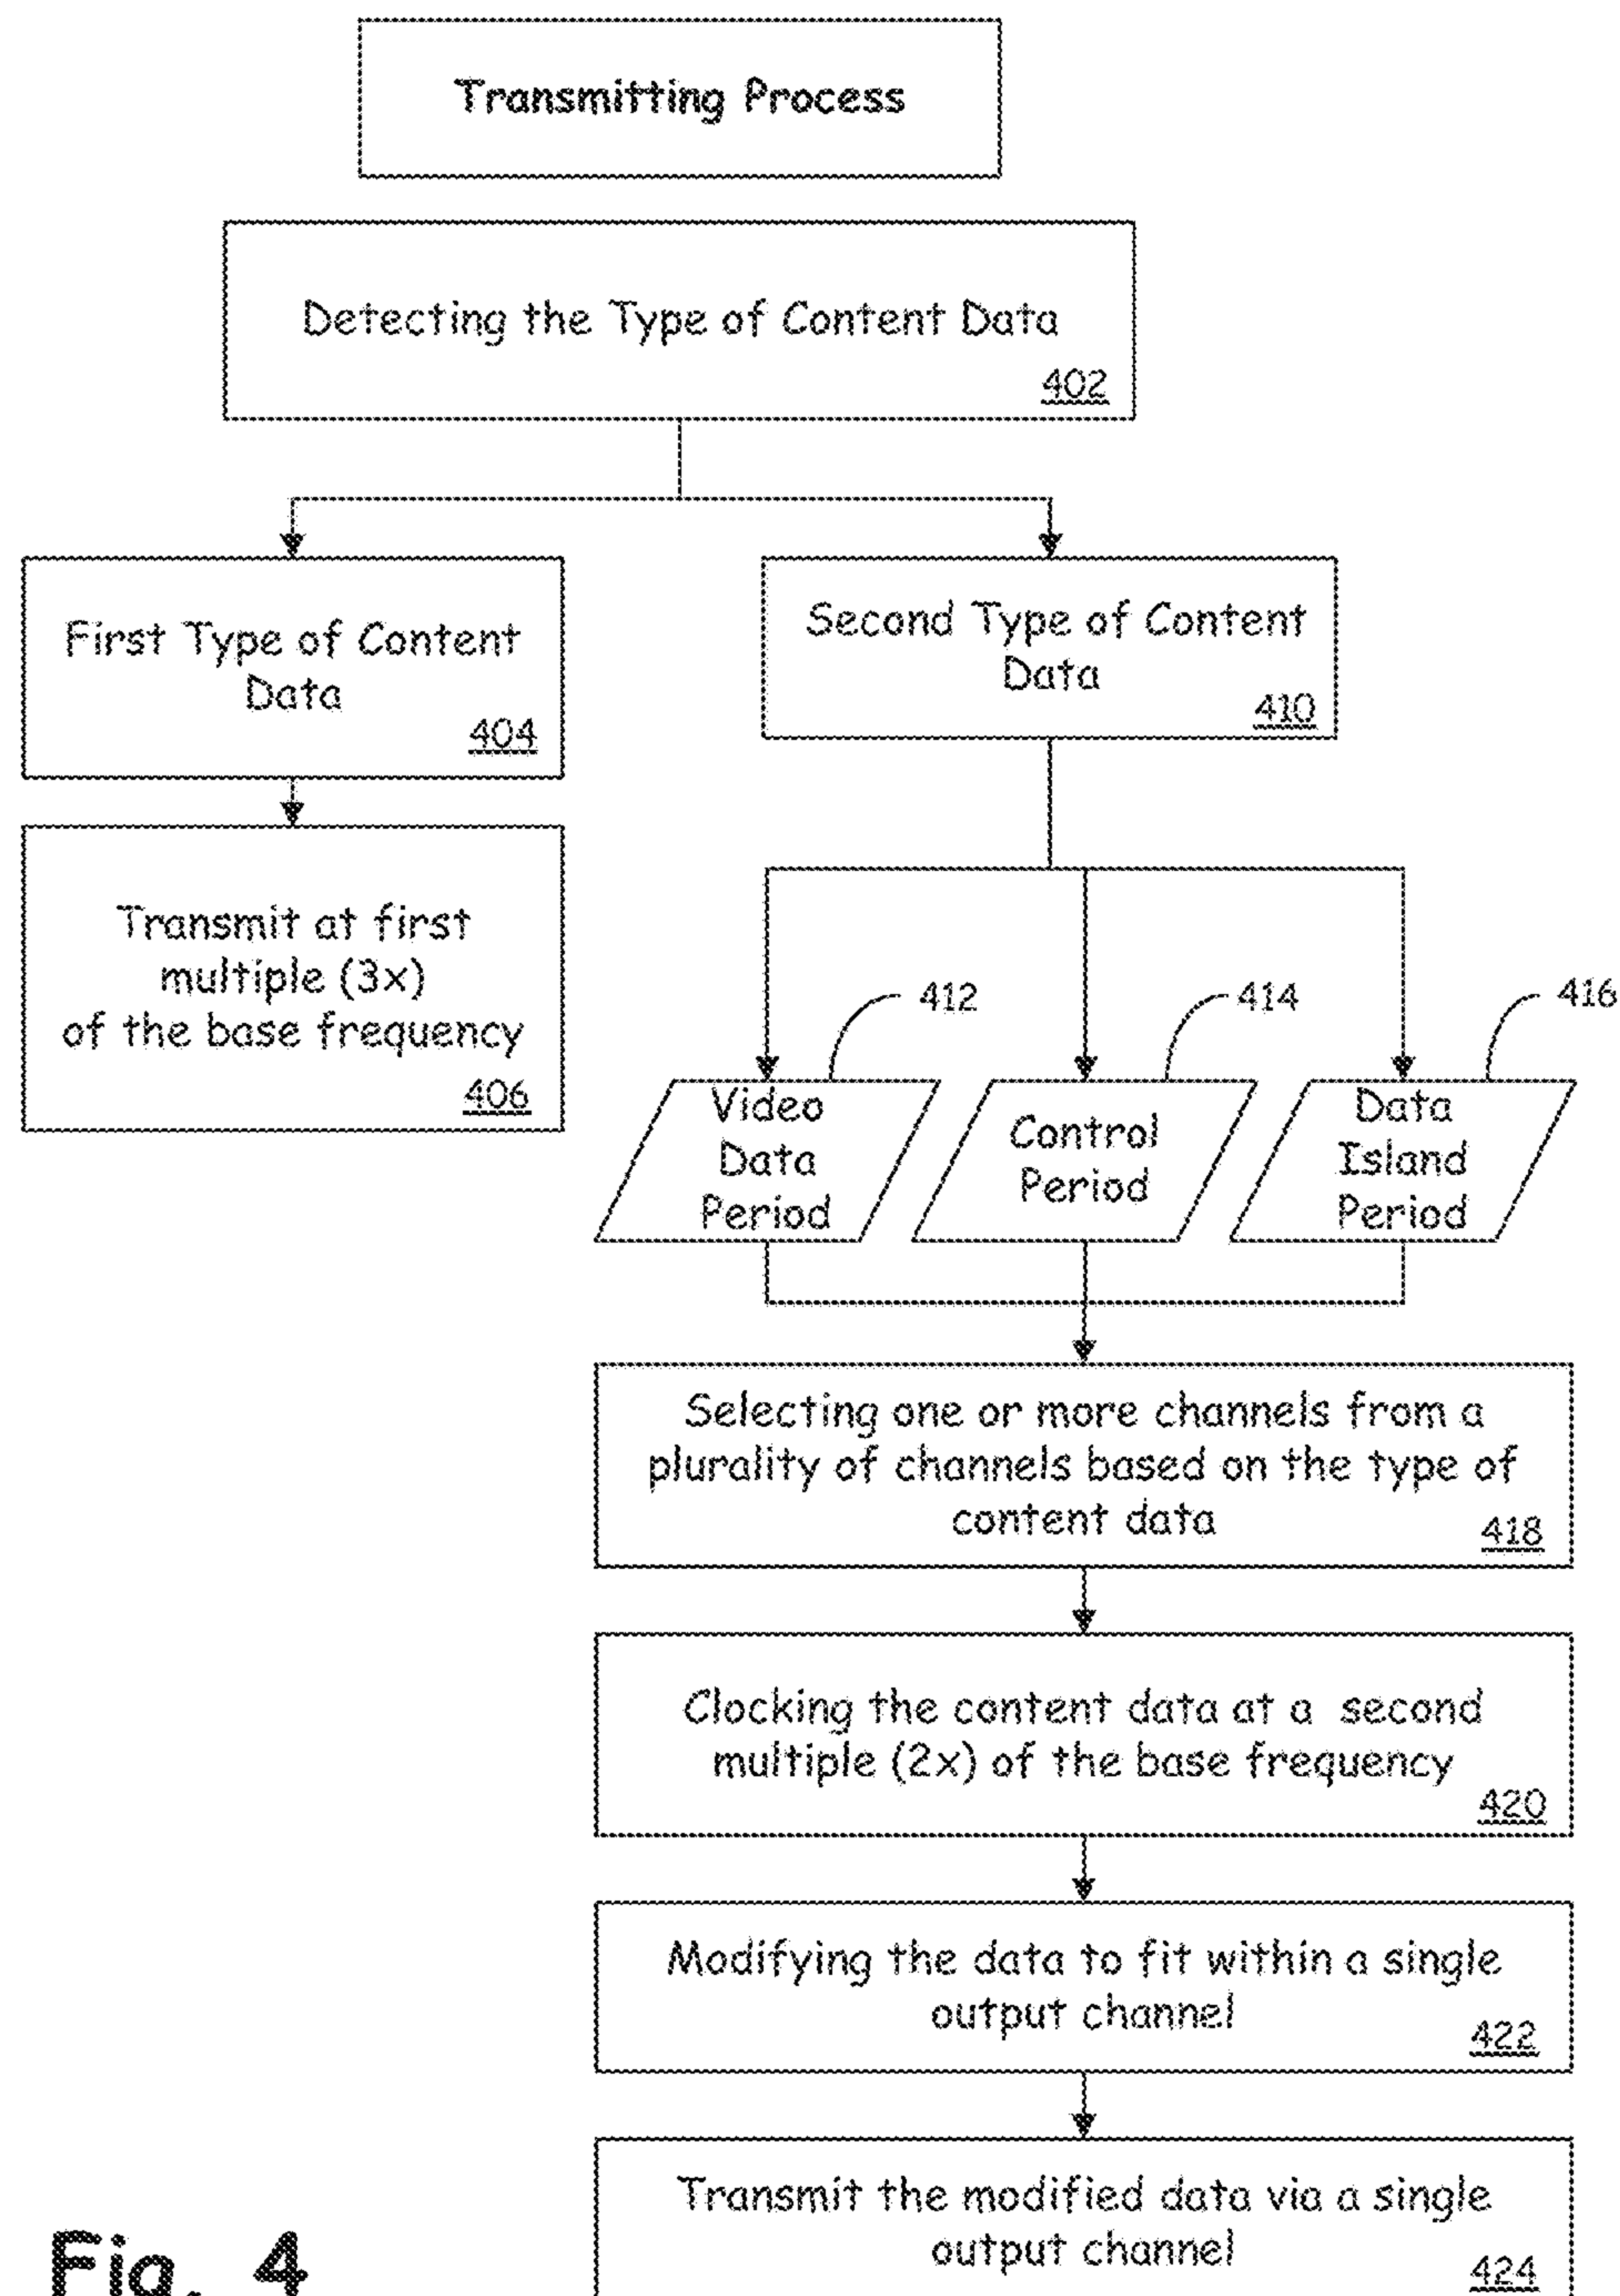 Transmitting Process
Detecting the Type of Content Data
402
First Type of Content
Data
404
Second Type of Content
Data
410
Transmit at first
multiple (3x)
of the base frequency
406
412
414
416
Video
Data
Period
Control
Period
Data
Island
Period
Selecting one or more channels from a
plurality of channels based on the type of
content data
418
Clocking the content data at a second
multiple (2x) of the base frequency
420
Modifying the data to fit within a single
output channel
422
Transmit the modified data via a single
output channel
424
Fig. 4